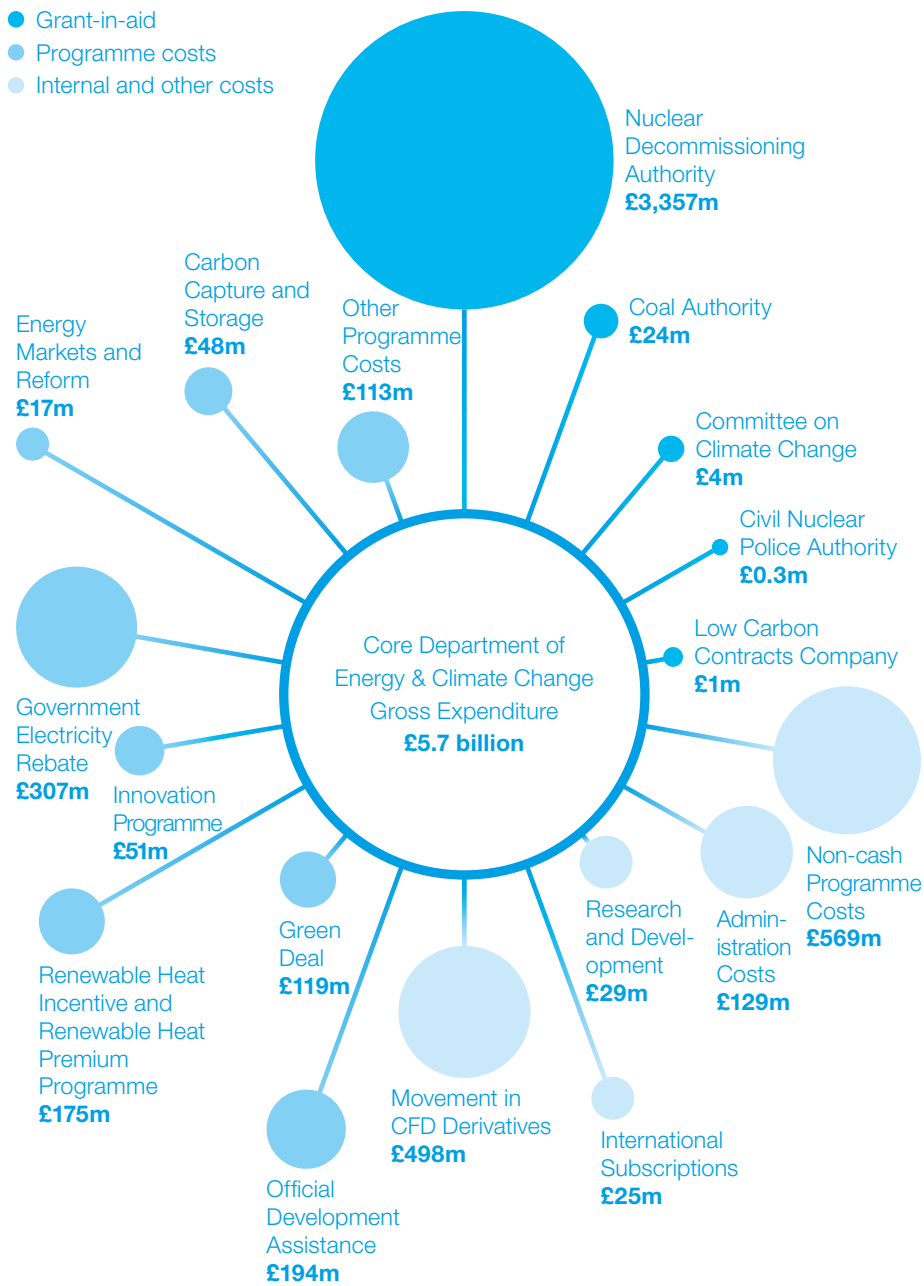 Grant-in-aid
Programme costs
Internal and other costs
Nuclear
Decommissioning
Authority
£3,357m
Carbon
Capture and
Storage
£48m
Other
Programme
Costs
£113m
Coal Authority
£24m
Energy
Markets and
Reform
£17m
Committee on
Climate Change
£4m
Civil Nuclear
Police Authority
£0.3m
Low Carbon
Contracts Company
£1m
Core Department of
Energy & Climate Change
Gross Expenditure
£5.7 billion
Government
Electricity
Rebate
£307m
Innovation
Programme
£51m
Non-cash
Programme
Costs
£569m
Admin-
istration
Costs
£129m
Research
and Devel-
opment
£29m
Green
Deal
£119m
Renewable Heat
Incentive and
Renewable Heat
Premium
Programme
£175m
Movement in
CFD Derivatives
£498m
International
Subscriptions
£25m
Official
Development
Assistance
£194m